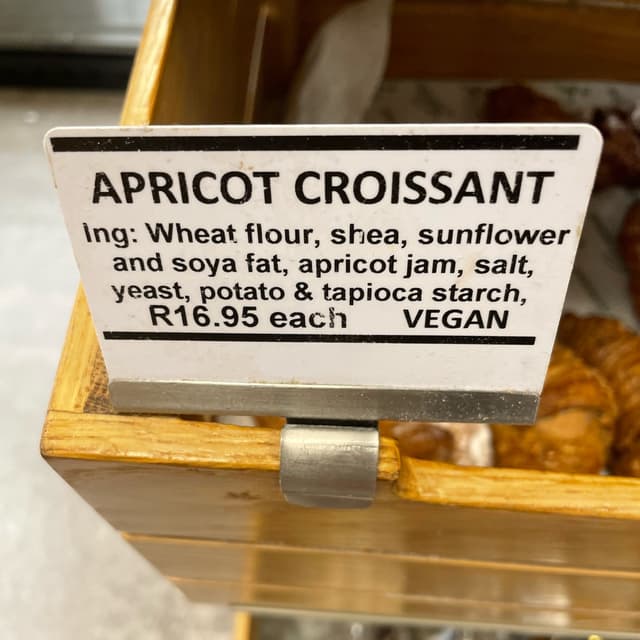 APRICOT CROISSANT
ing: Wheat flour, shea, sunflower
and soya fat, apricot jam, salt,
yeast, potato & tapioca starch,
R16.95 each VEGAN